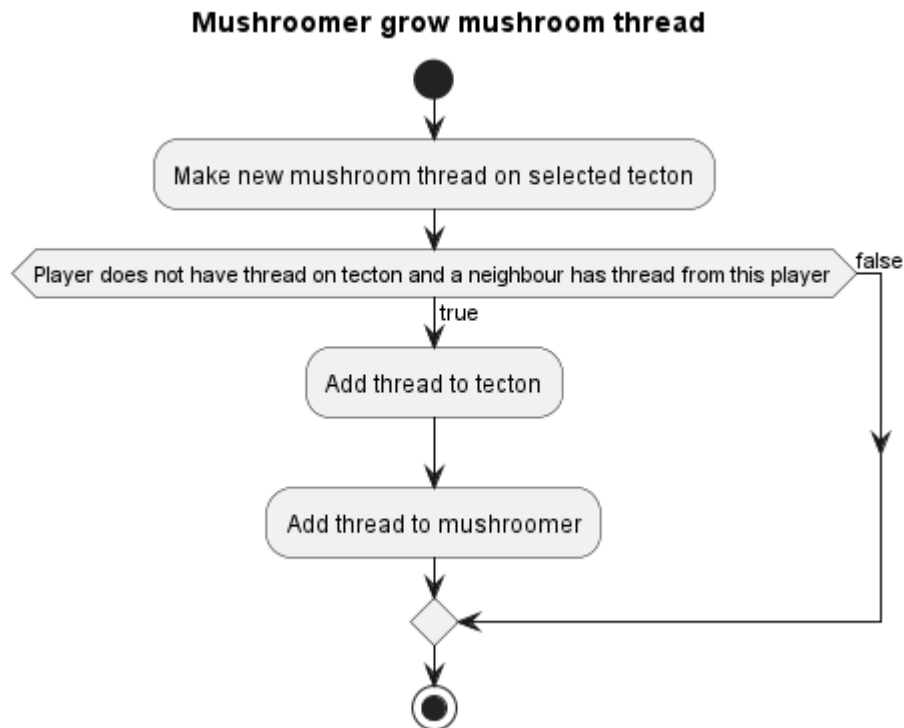 Mushroomer grow mushroom thread
Make new mushroom thread on selected tecton
Player does not have thread on tecton and a neighbour has thread from this player
false
true
Add thread to tecton
Add thread to mushroomer